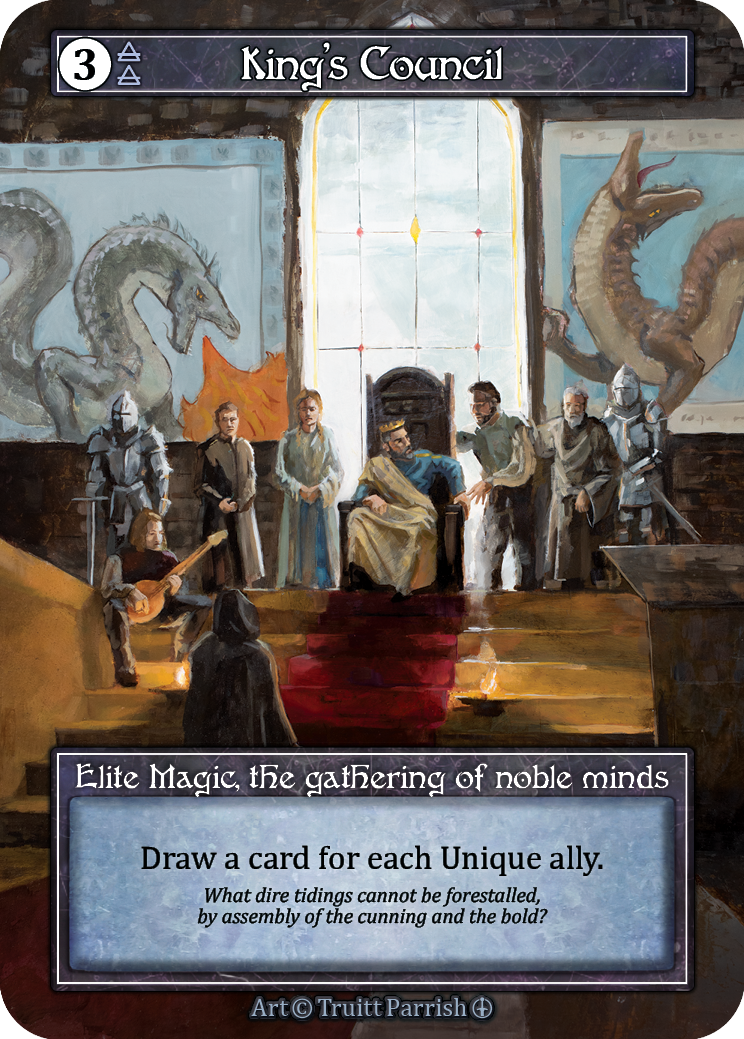 3
King's Council
Elite Magic, the gathering of noble minds
Draw a card for each Unique ally.
What dire tidings cannot be forestalled,
by assembly of the cunning and the bold?
Art © Truitt Parrish